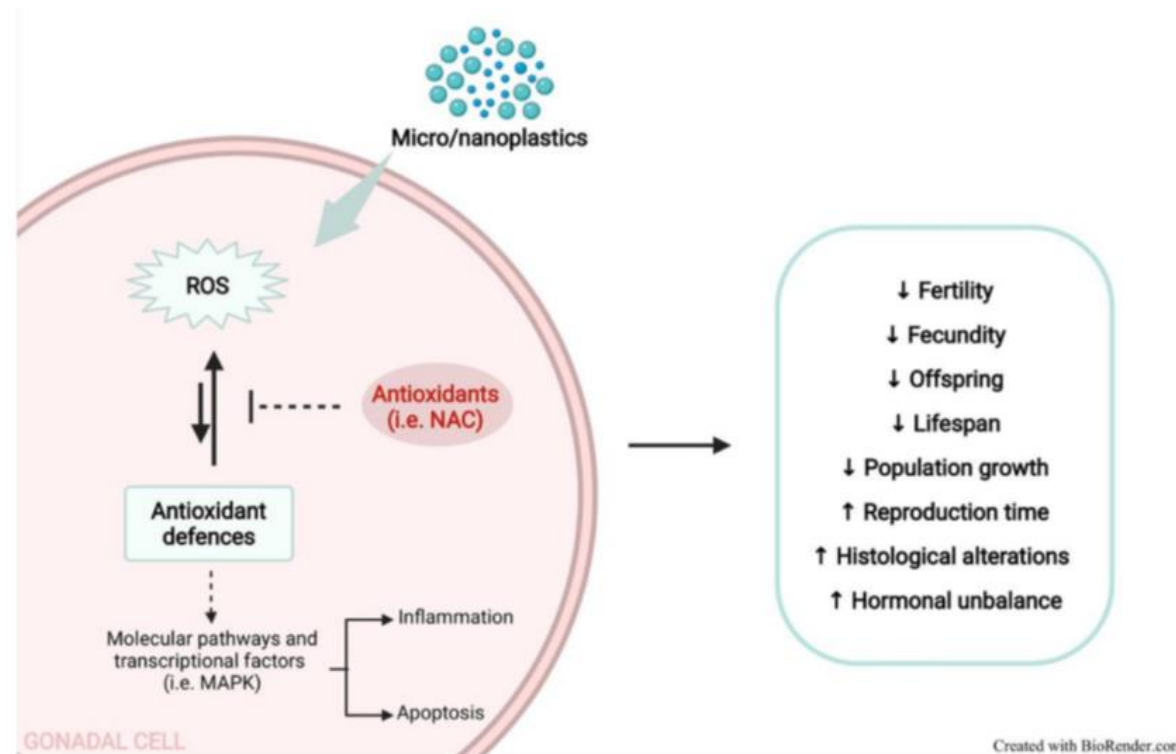 Micro/nanoplastics
ROS
Antioxidants
(i.e. NAC)
Antioxidant
defences
Molecular pathways and
transcriptional factors
(i.e. MAPK)
Inflammation
Apoptosis
GONADAL CELL
↓ Fertility
↓ Fecundity
↓ Offspring
↓ Lifespan
↓ Population growth
↑ Reproduction time
↑ Histological alterations
↑ Hormonal unbalance
Created with BioRender.com